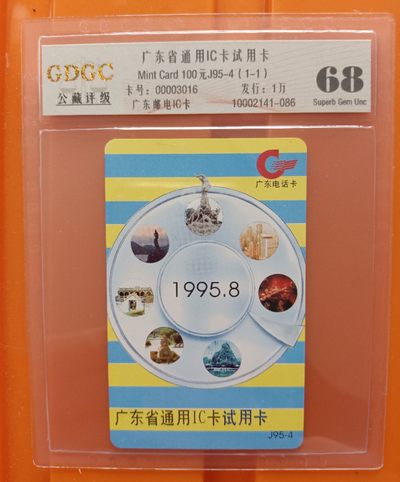 GDGC
公藏评级
广东省通用IC卡试用卡
Mint Card 100元J95-4 (1-1)
卡号: 00003016 发行: 1万
广东邮电IC卡 10002141-086
68
Superb Gem Unc
广东电话卡
1995.8
广东省通用IC卡试用卡
J95-4